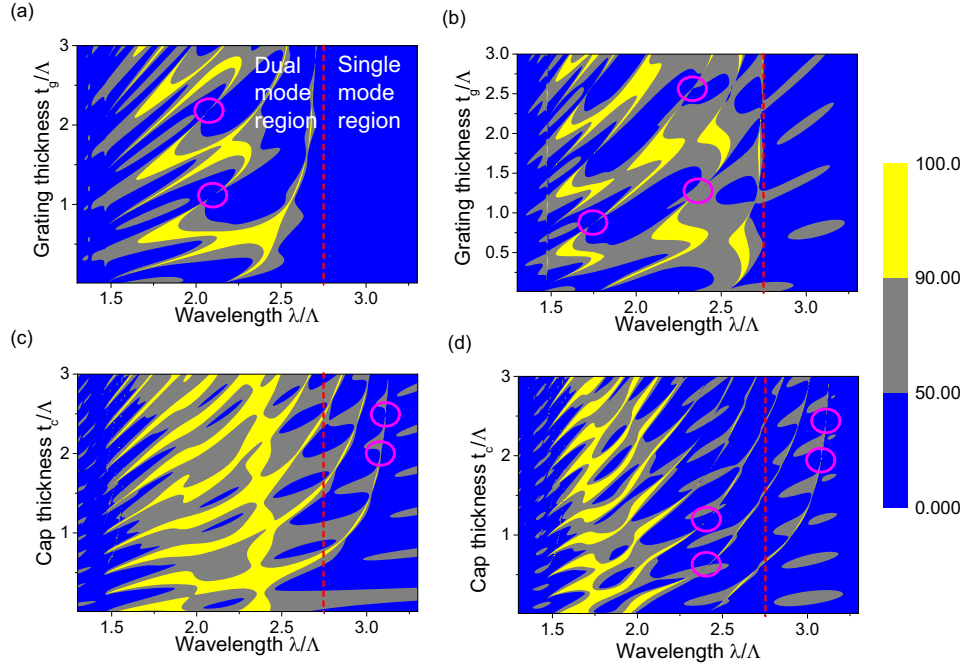 (a)
3
2
1
Grating thickness t_g/Λ
Dual mode region
Single mode region
1.5 2.0 2.5 3.0
Wavelength λ/Λ
(b)
3.0
2.5
2.0
1.5
1.0
0.5
Grating thickness t_g/Λ
1.5 2.0 2.5 3.0
Wavelength λ/Λ
(c)
3
2
1
Cap thickness t_c/Λ
1.5 2.0 2.5 3.0
Wavelength λ/Λ
(d)
3
2
1
Cap thickness t_c/Λ
1.5 2.0 2.5 3.0
Wavelength λ/Λ
100.0
90.00
50.00
0.000